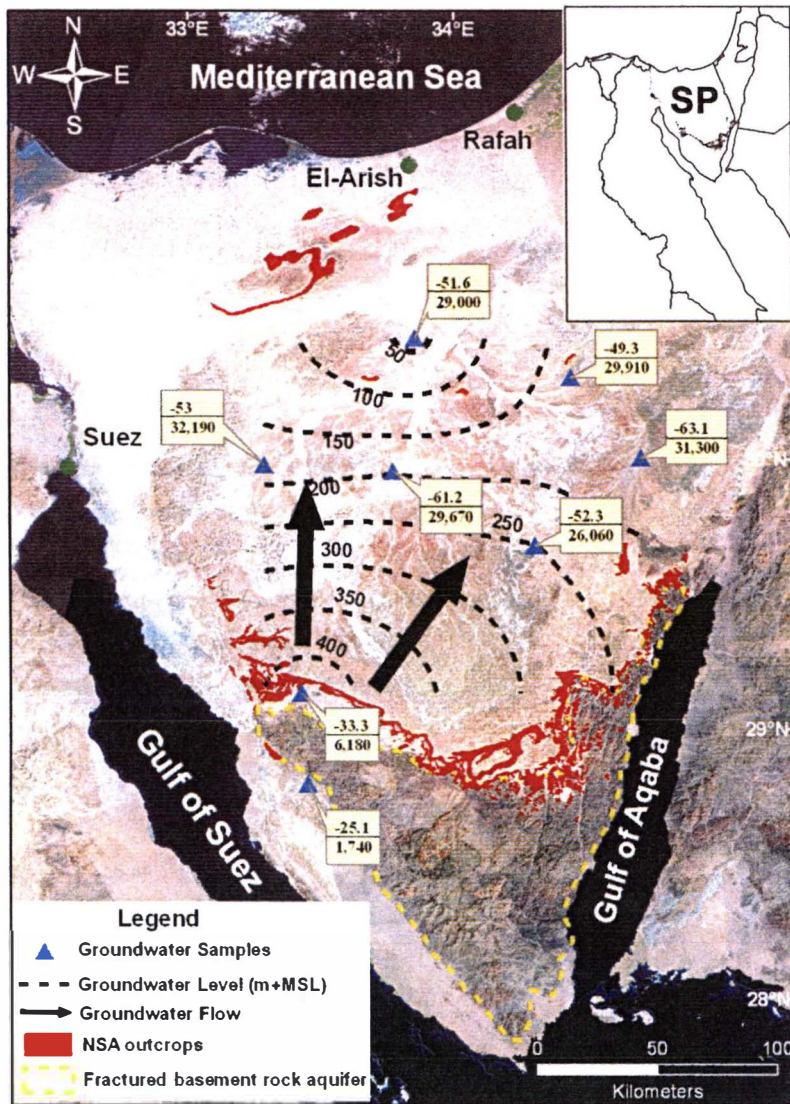 33°E
34°E
N
W E
S
Mediterranean Sea
SP
Rafah
El-Arish
-51.6
29,000
50
-49.3
29,910
100
-53
32,190
150
Suez
-63.1
31,300
N
200
-61.2
29,670
250
-52.3
26,060
300
350
400
-33.3
6,180
29°N
-25.1
1,740
Gulf of Suez
Gulf of Aqaba
Legend
Groundwater Samples
Groundwater Level (m+MSL)
Groundwater Flow
NSA outcrops
Fractured basement rock aquifer
28°N
0 50 100
Kilometers